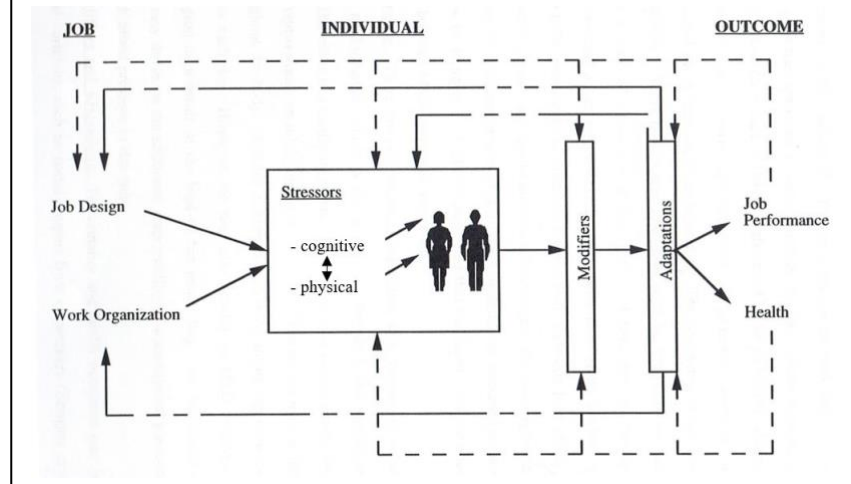 JOB
INDIVIDUAL
OUTCOME
Job Design
Work Organization
Stressors
- cognitive
- physical
Modifiers
Adaptations
Job
Performance
Health